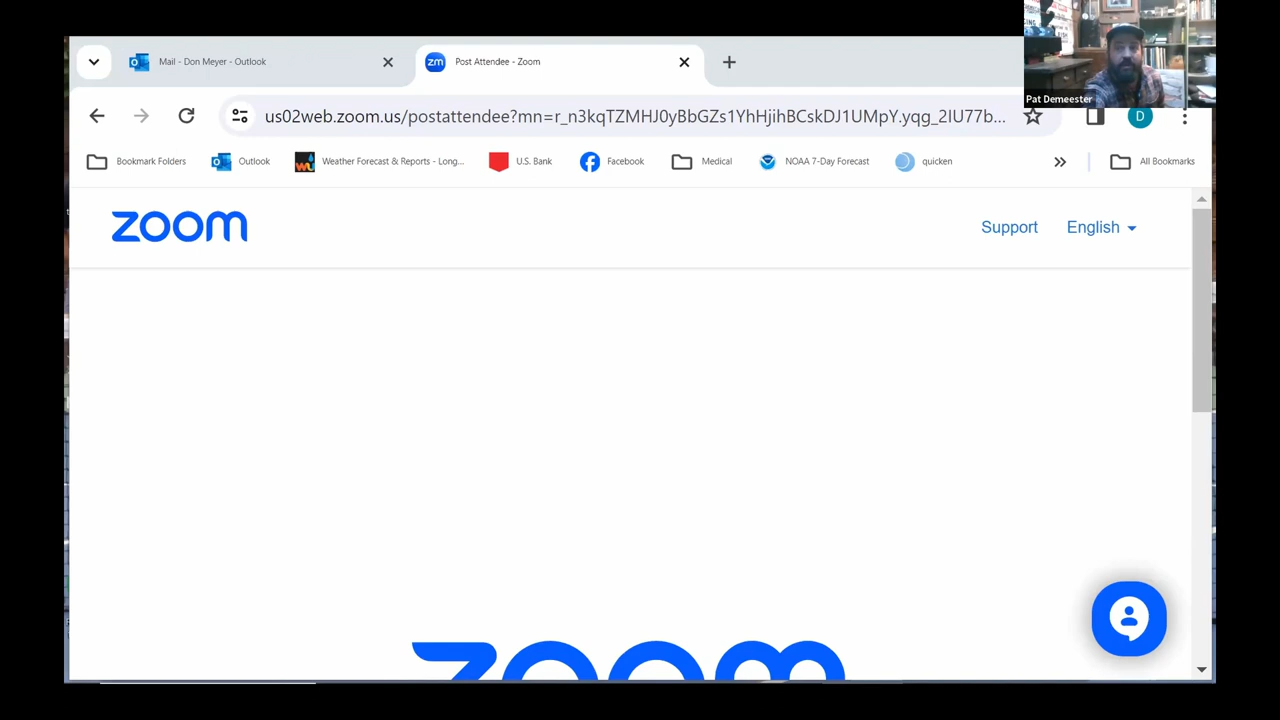 Mail - Don Meyer - Outlook
zm Post Attendee - Zoom
Pat Demeester
us02web.zoom.us/postattendee?mn=r_n3kqTZMHJ0yBbGZs1YhHjihBCskDJ1UMpY.yqg_2IU77b...
D
Bookmark Folders Outlook Weather Forecast & Reports - Long... U.S. Bank Facebook Medical NOAA 7-Day Forecast quicken All Bookmarks
zoom Support English
zoom